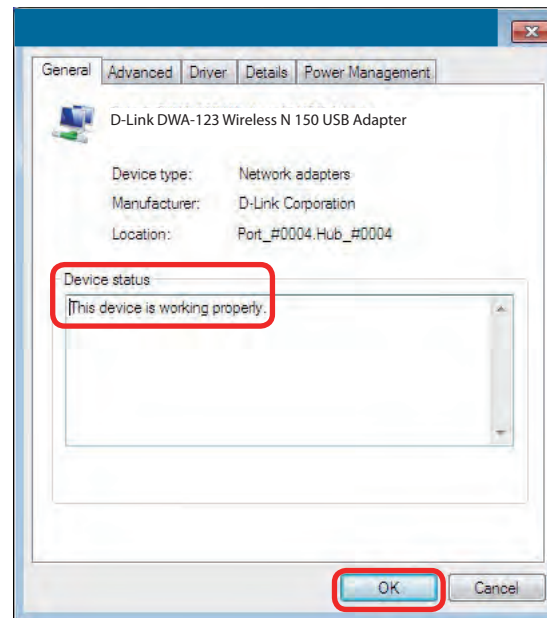 General Advanced Driver Details Power Management
D-Link DWA-123 Wireless N 150 USB Adapter
Device type: Network adapters
Manufacturer: D-Link Corporation
Location: Port_#0004.Hub_#0004
Device status
This device is working properly.
OK Cancel